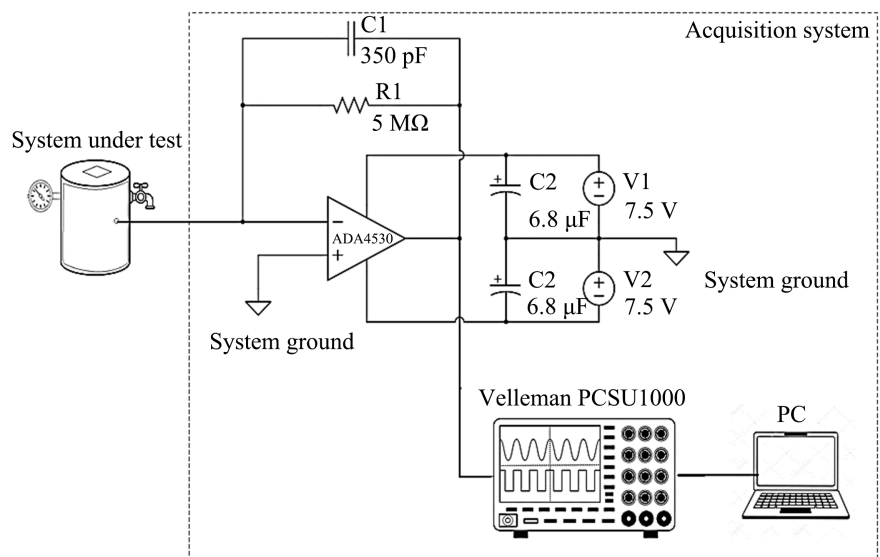 Acquisition system
C1
350 pF
R1
5 MΩ
System under test
C2
6.8 µF
V1
7.5 V
ADA4530
System ground
C2
6.8 µF
V2
7.5 V
System ground
Velleman PCSU1000
PC